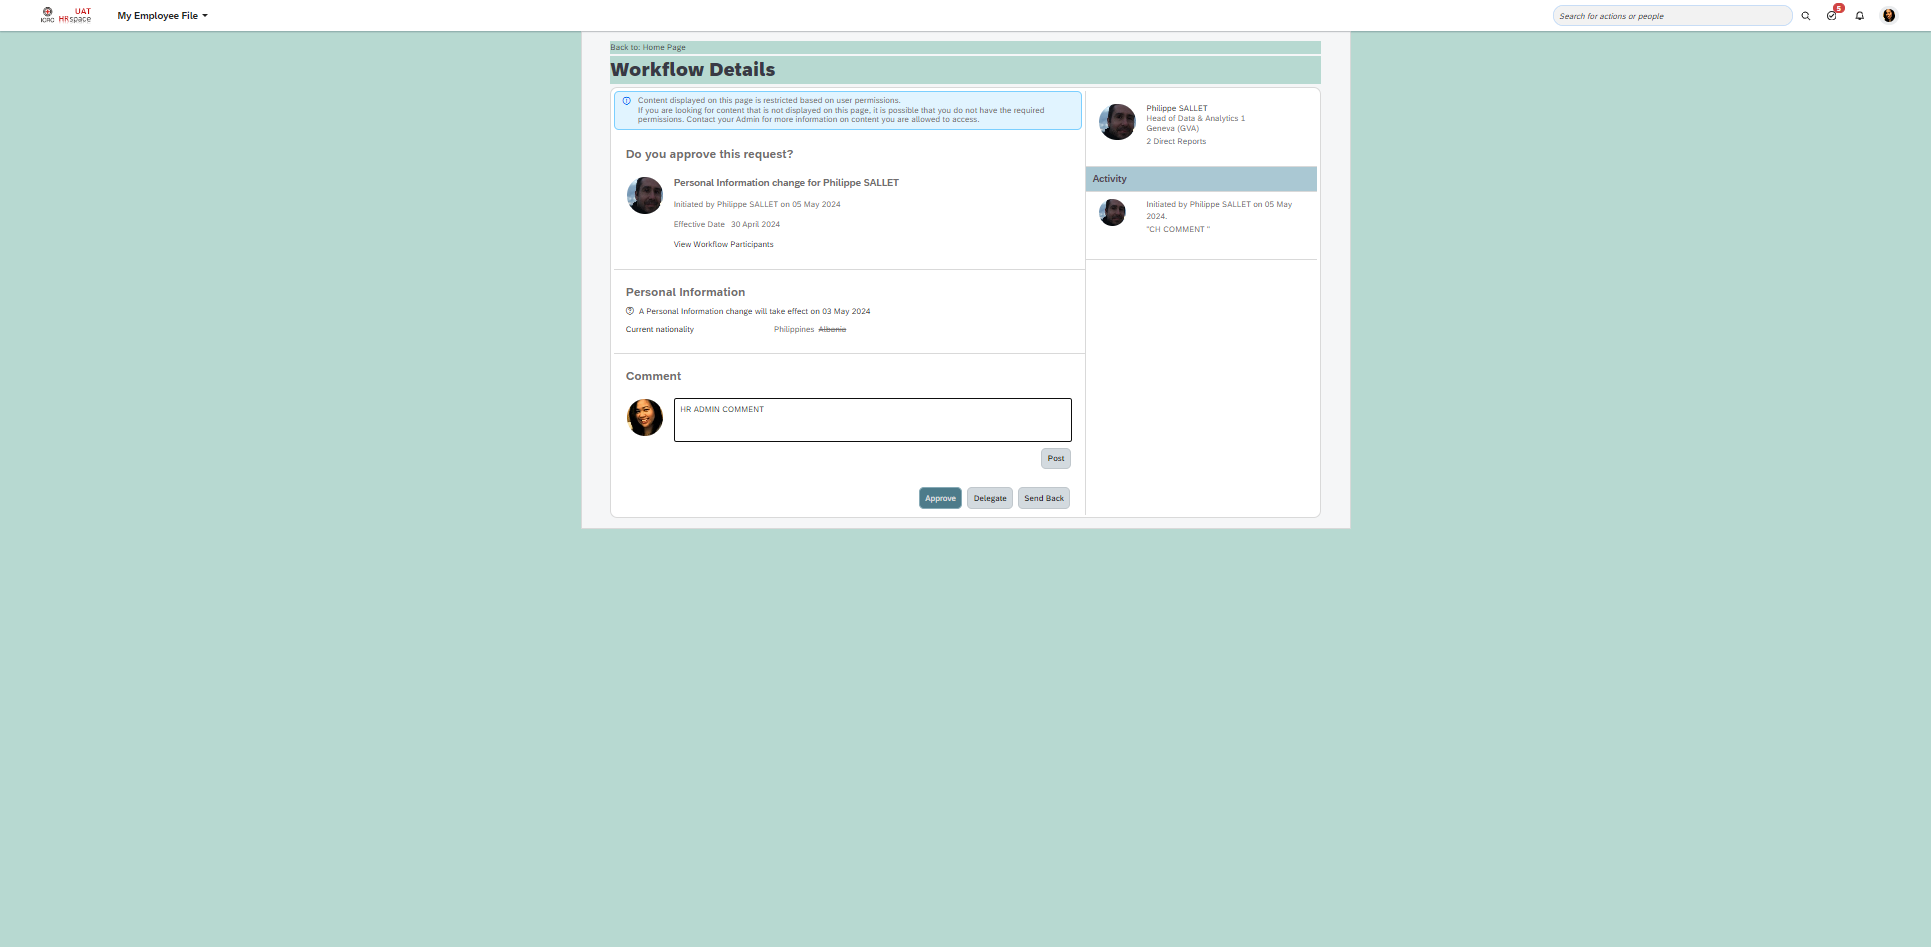 ICRC
UAT
HRspace
My Employee File
Search for actions or people
5
Back to: Home Page
Workflow Details
Content displayed on this page is restricted based on user permissions.
If you are looking for content that is not displayed on this page, it is possible that you do not have the required
permissions. Contact your Admin for more information on content you are allowed to access.
Do you approve this request?
Personal Information change for Philippe SALLET
Initiated by Philippe SALLET on 05 May 2024
Effective Date 30 April 2024
View Workflow Participants
Personal Information
A Personal Information change will take effect on 03 May 2024
Current nationality Philippines Albania
Comment
HR ADMIN COMMENT
Post
Approve Delegate Send Back
Philippe SALLET
Head of Data & Analytics 1
Geneva (GVA)
2 Direct Reports
Activity
Initiated by Philippe SALLET on 05 May
2024.
"CH COMMENT "